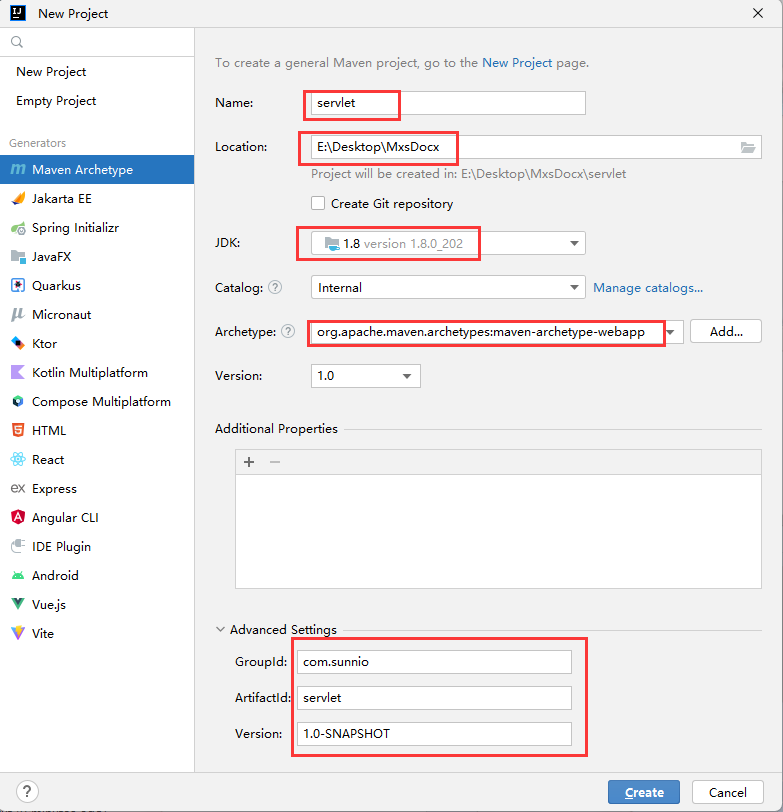 New Project
New Project
Empty Project
Generators
Maven Archetype
Jakarta EE
Spring Initializr
JavaFX
Quarkus
Micronaut
Ktor
Kotlin Multiplatform
Compose Multiplatform
HTML
React
Express
Angular CLI
IDE Plugin
Android
Vue.js
Vite
To create a general Maven project, go to the New Project page.
Name: servlet
Location: E:\Desktop\MxsDocx
Project will be created in: E:\Desktop\MxsDocx\servlet
Create Git repository
JDK: 1.8 version 1.8.0_202
Catalog: ? Internal Manage catalogs...
Archetype: ? org.apache.maven.archetypes:maven-archetype-webapp Add...
Version: 1.0
Additional Properties
Advanced Settings
GroupId: com.sunnio
ArtifactId: servlet
Version: 1.0-SNAPSHOT
? Create Cancel